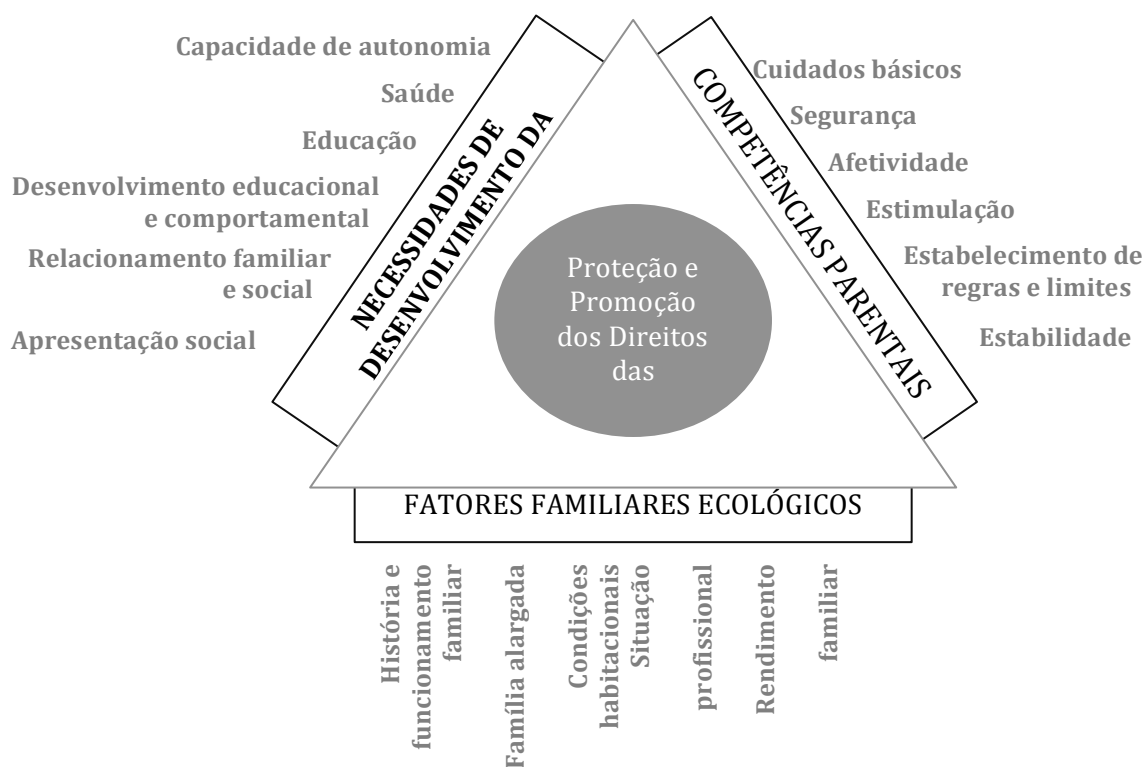 Capacidade de autonomia
Saúde
Educação
Desenvolvimento educacional
e comportamental
Relacionamento familiar
e social
Apresentação social
NECESSIDADES DE
DESENVOLVIMENTO DA
COMPETÊNCIAS PARENTAIS
Cuidados básicos
Segurança
Afetividade
Estimulação
Estabelecimento de
regras e limites
Estabilidade
Proteção e
Promoção
dos Direitos
das
FATORES FAMILIARES ECOLÓGICOS
História e
funcionamento
familiar
Família alargada
Condições
habitacionais
Situação
profissional
Rendimento
familiar